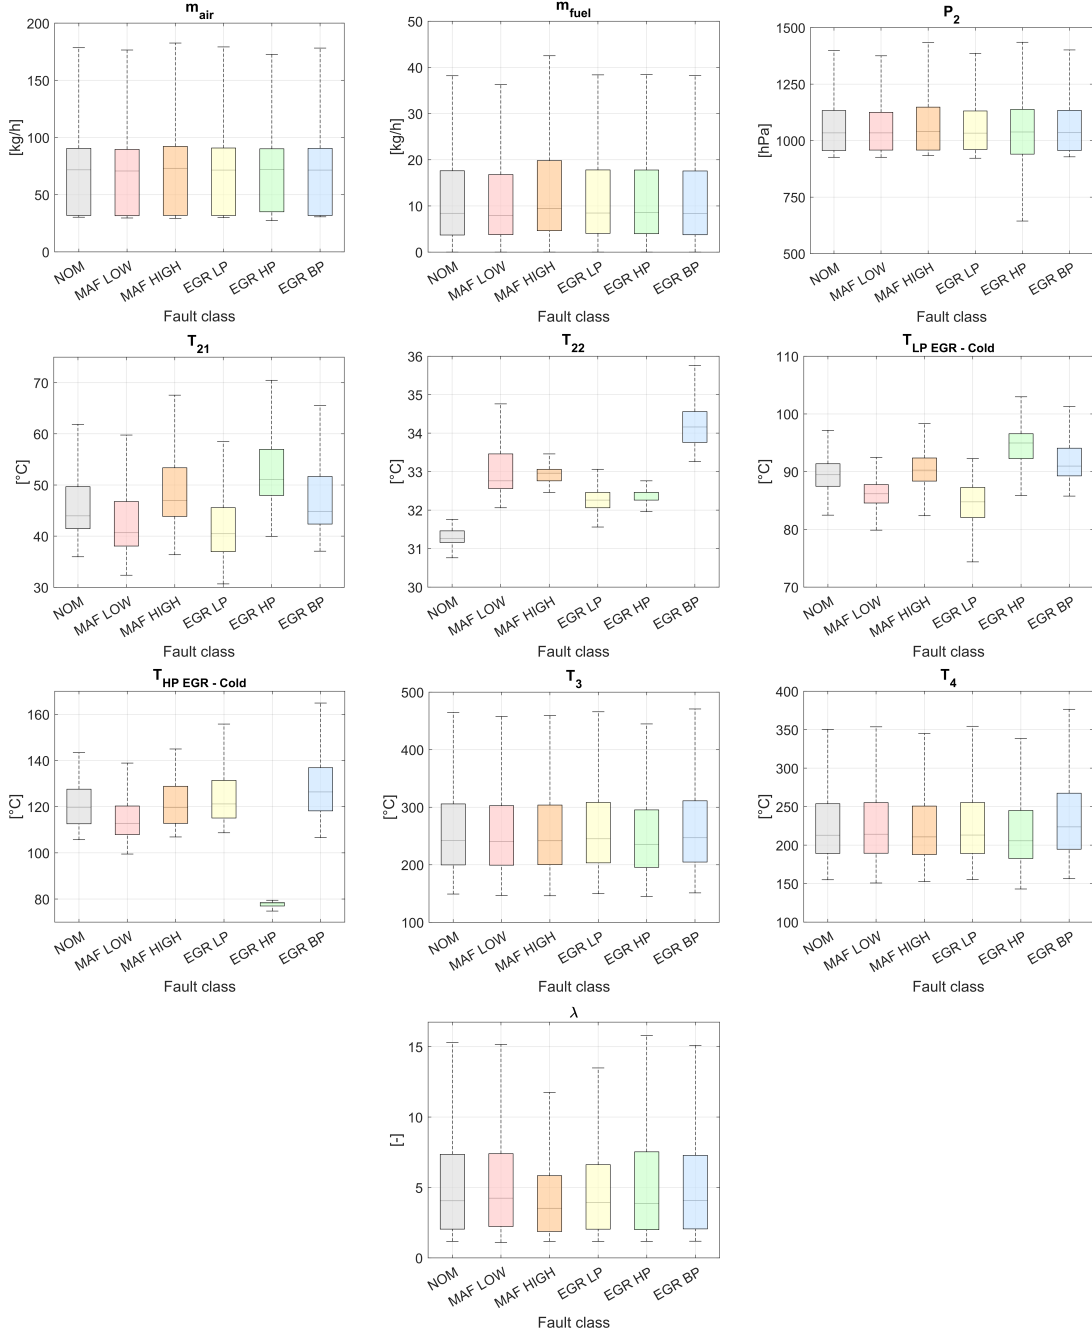 m_air
m_fuel
P_2
200
150
100
50
0
[kg/h]
NOM
MAF LOW
MAF HIGH
EGR LP
EGR HP
EGR BP
Fault class
50
40
30
20
10
0
[kg/h]
NOM
MAF LOW
MAF HIGH
EGR LP
EGR HP
EGR BP
Fault class
1500
1250
1000
750
500
[hPa]
NOM
MAF LOW
MAF HIGH
EGR LP
EGR HP
EGR BP
Fault class
T_21
70
60
50
40
30
[°C]
NOM
MAF LOW
MAF HIGH
EGR LP
EGR HP
EGR BP
Fault class
T_22
36
35
34
33
32
31
30
[°C]
NOM
MAF LOW
MAF HIGH
EGR LP
EGR HP
EGR BP
Fault class
T_LP EGR - Cold
110
100
90
80
70
[°C]
NOM
MAF LOW
MAF HIGH
EGR LP
EGR HP
EGR BP
Fault class
T_HP EGR - Cold
160
140
120
100
80
[°C]
NOM
MAF LOW
MAF HIGH
EGR LP
EGR HP
EGR BP
Fault class
T_3
500
400
300
200
100
[°C]
NOM
MAF LOW
MAF HIGH
EGR LP
EGR HP
EGR BP
Fault class
T_4
400
350
300
250
200
150
100
[°C]
NOM
MAF LOW
MAF HIGH
EGR LP
EGR HP
EGR BP
Fault class
λ
15
10
5
0
[-]
NOM
MAF LOW
MAF HIGH
EGR LP
EGR HP
EGR BP
Fault class